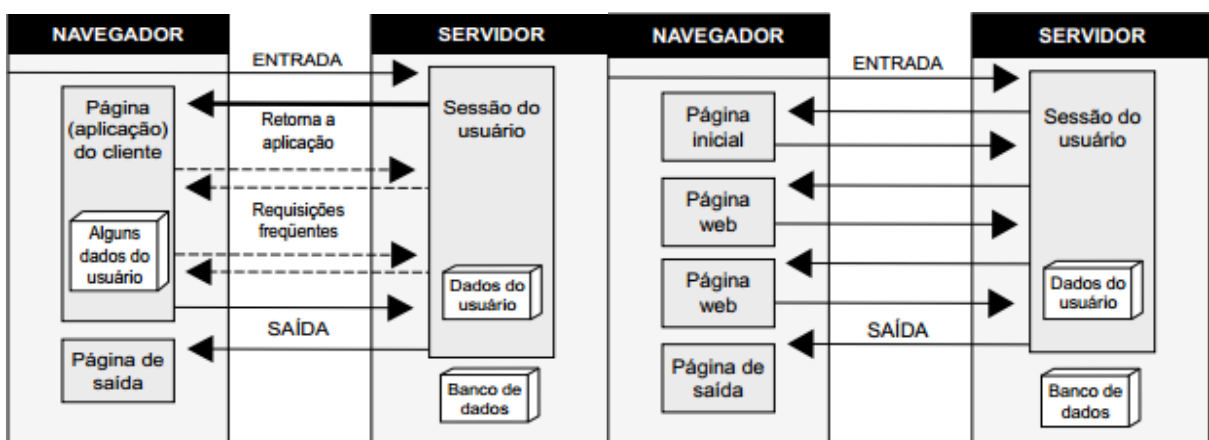 NAVEGADOR
SERVIDOR
ENTRADA
Página
(aplicação)
do cliente
Retorna a
aplicação
Sessão do
usuário
Requisições
freqüentes
Alguns
dados do
usuário
Dados do
usuário
SAÍDA
Página de
saída
Banco de
dados
NAVEGADOR
SERVIDOR
ENTRADA
Página
inicial
Sessão do
usuário
Página
web
Página
web
Dados do
usuário
SAÍDA
Página de
saída
Banco de
dados